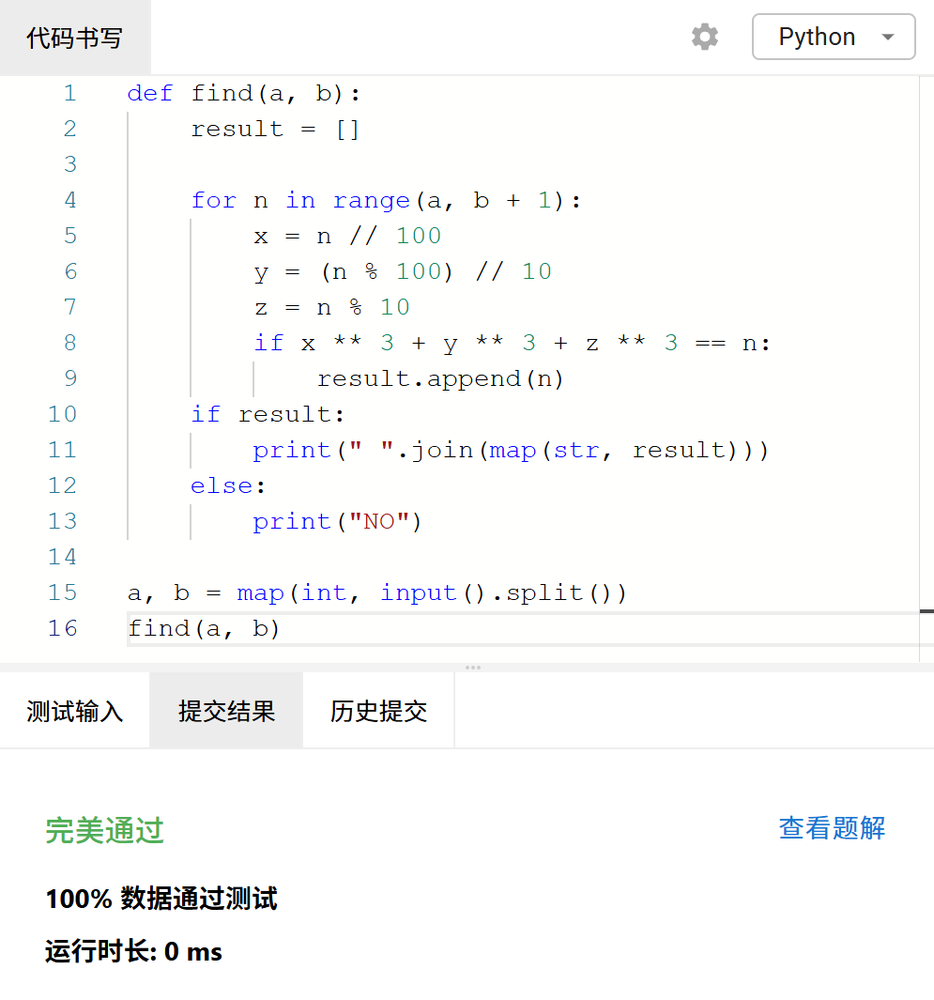 代码书写
Python
1 def find(a, b):
2     result = []
3
4     for n in range(a, b + 1):
5         x = n // 100
6         y = (n % 100) // 10
7         z = n % 10
8         if x ** 3 + y ** 3 + z ** 3 == n:
9             result.append(n)
10     if result:
11         print(" ".join(map(str, result)))
12     else:
13         print("NO")
14
15 a, b = map(int, input().split())
16 find(a, b)
测试输入 提交结果 历史提交
完美通过 查看题解
100% 数据通过测试
运行时长: 0 ms